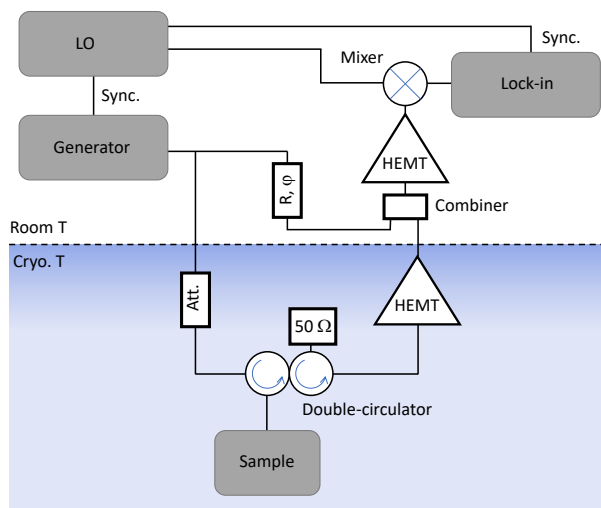 LO
Mixer
Sync.
Sync.
Lock-in
Generator
HEMT
R, φ
Combiner
Room T
Cryo. T
Att.
HEMT
50 Ω
Double-circulator
Sample